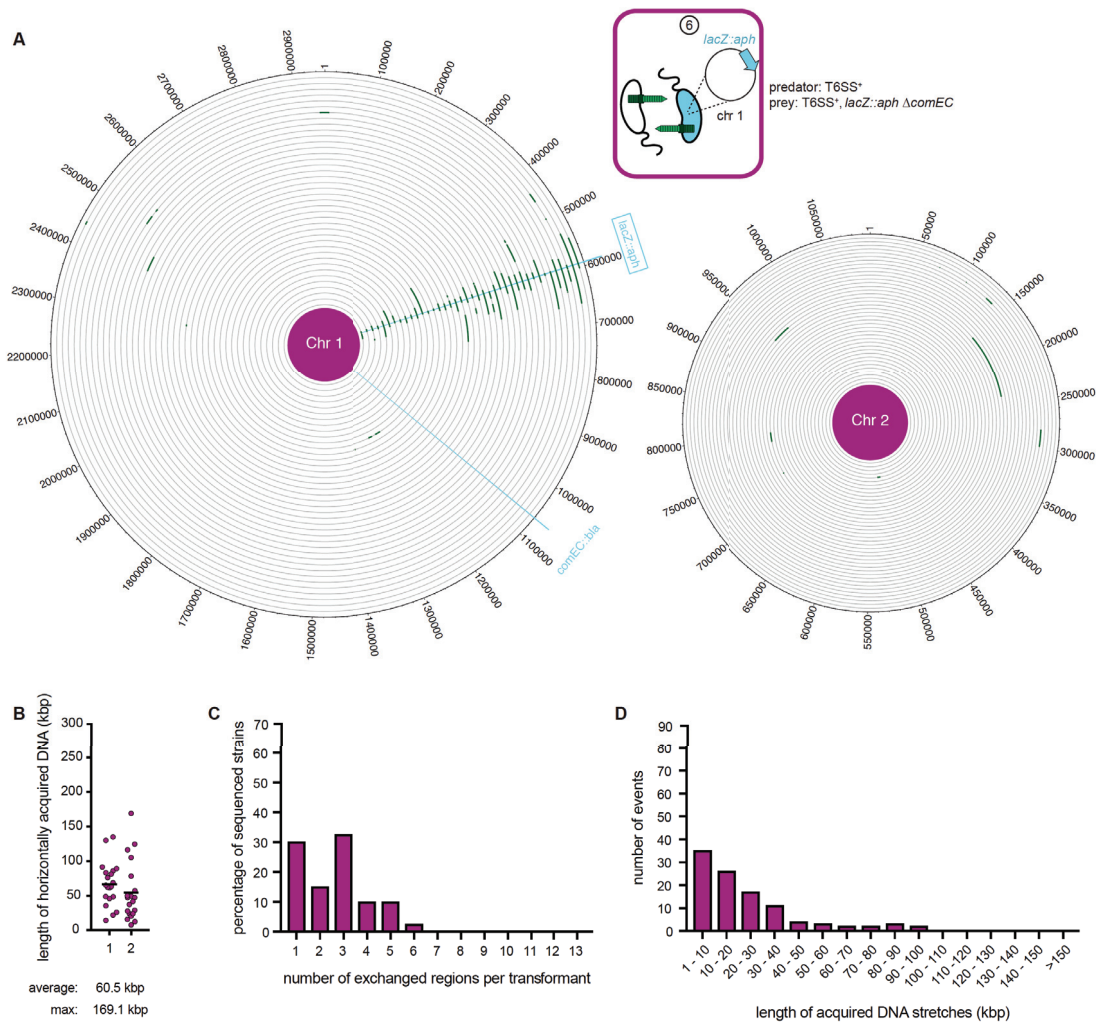 A
1
100000
200000
300000
400000
500000
600000
700000
800000
900000
1000000
1100000
1200000
1300000
1400000
1500000
1600000
1700000
1800000
1900000
2000000
2100000
2200000
2300000
2400000
2500000
2600000
2700000
2800000
2900000
lacZ::aph
comEC::bla
Chr 1
6
lacZ::aph
chr 1
predator: T6SS⁺
prey: T6SS⁺, lacZ::aph ΔcomEC
1
50000
100000
150000
200000
250000
300000
350000
400000
450000
500000
550000
600000
650000
700000
750000
800000
850000
900000
950000
1000000
1050000
Chr 2
B
length of horizontally acquired DNA (kbp)
300
250
200
150
100
50
0
1 2
average: 60.5 kbp
max: 169.1 kbp
C
percentage of sequenced strains
70
60
50
40
30
20
10
0
1 2 3 4 5 6 7 8 9 10 11 12 13
number of exchanged regions per transformant
D
number of events
90
80
70
60
50
40
30
20
10
0
1 - 10
10 - 20
20 - 30
30 - 40
40 - 50
50 - 60
60 - 70
70 - 80
80 - 90
90 - 100
100 - 110
110 -120
120 - 130
130 - 140
140 - 150
>150
length of acquired DNA stretches (kbp)